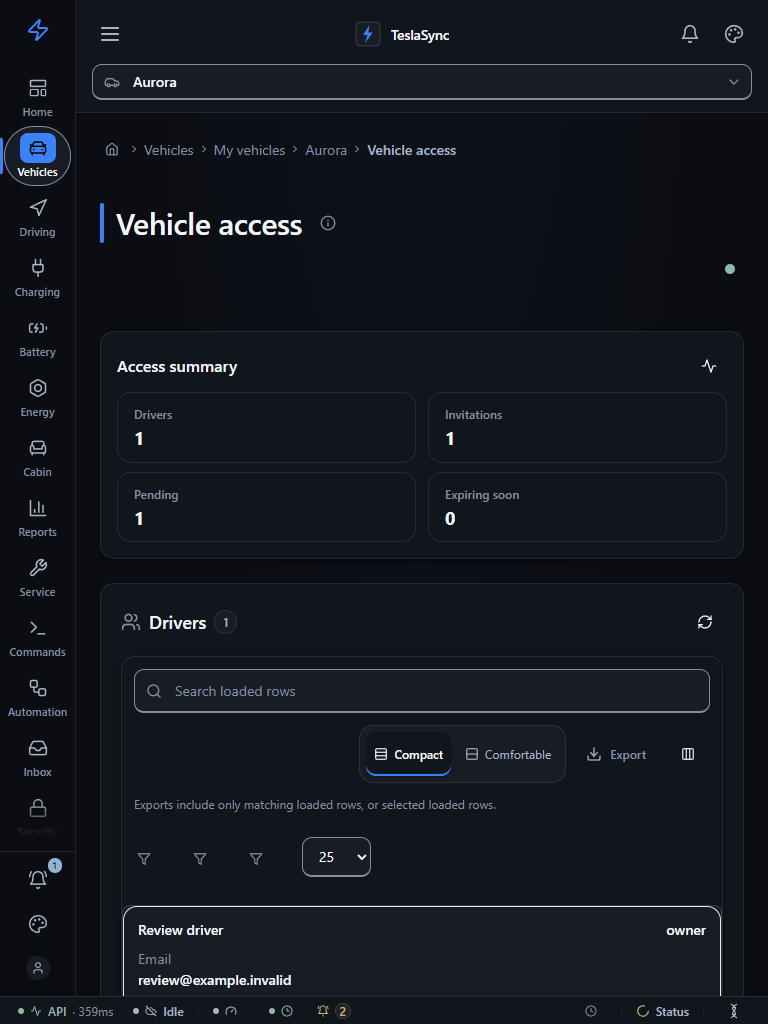 TeslaSync
Aurora
Home
Vehicles
Driving
Charging
Battery
Energy
Cabin
Reports
Service
Commands
Automation
Inbox
Security
1
Vehicles > My vehicles > Aurora > Vehicle access
Vehicle access
Access summary
Drivers
1
Invitations
1
Pending
1
Expiring soon
0
Drivers 1
Search loaded rows
Compact Comfortable Export
Exports include only matching loaded rows, or selected loaded rows.
25
Review driver owner
Email
review@example.invalid
API · 359ms Idle 2 Status